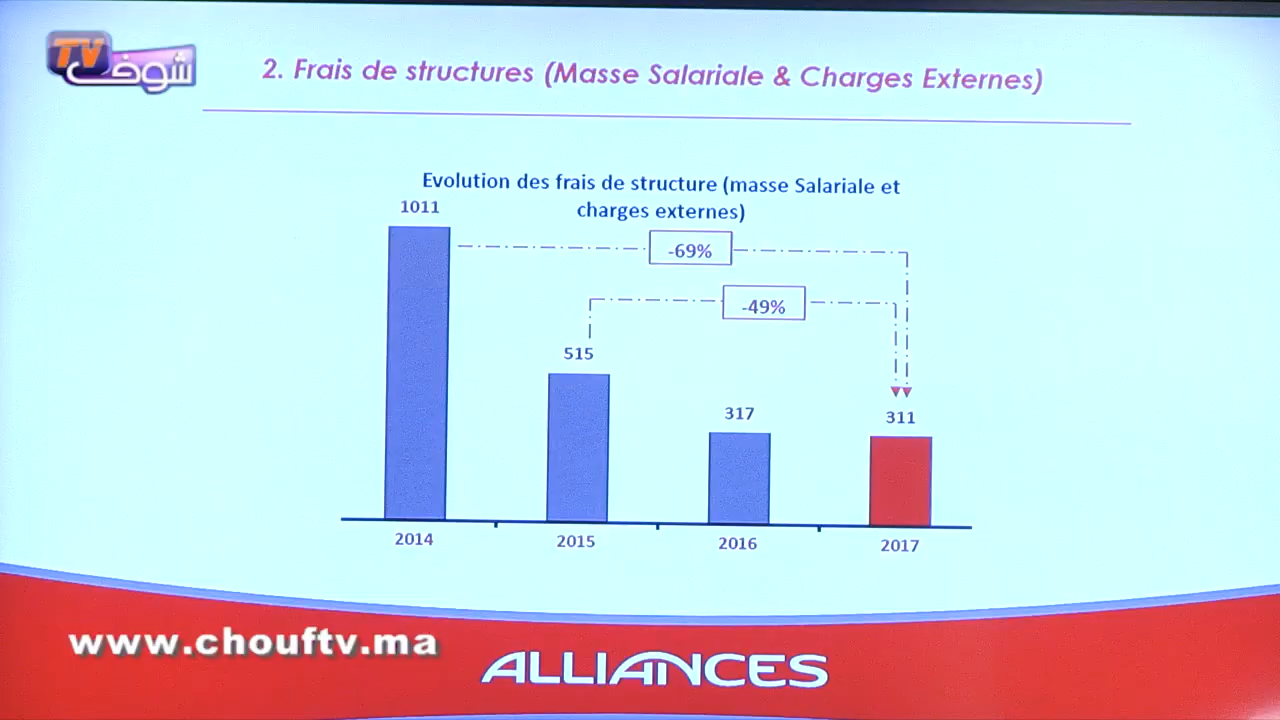 TV شوف
2. Frais de structures (Masse Salariale & Charges Externes)
Evolution des frais de structure (masse Salariale et
charges externes)
1011
-69%
-49%
515
317
311
2014
2015
2016
2017
www.chouftv.ma
ALLIANCES